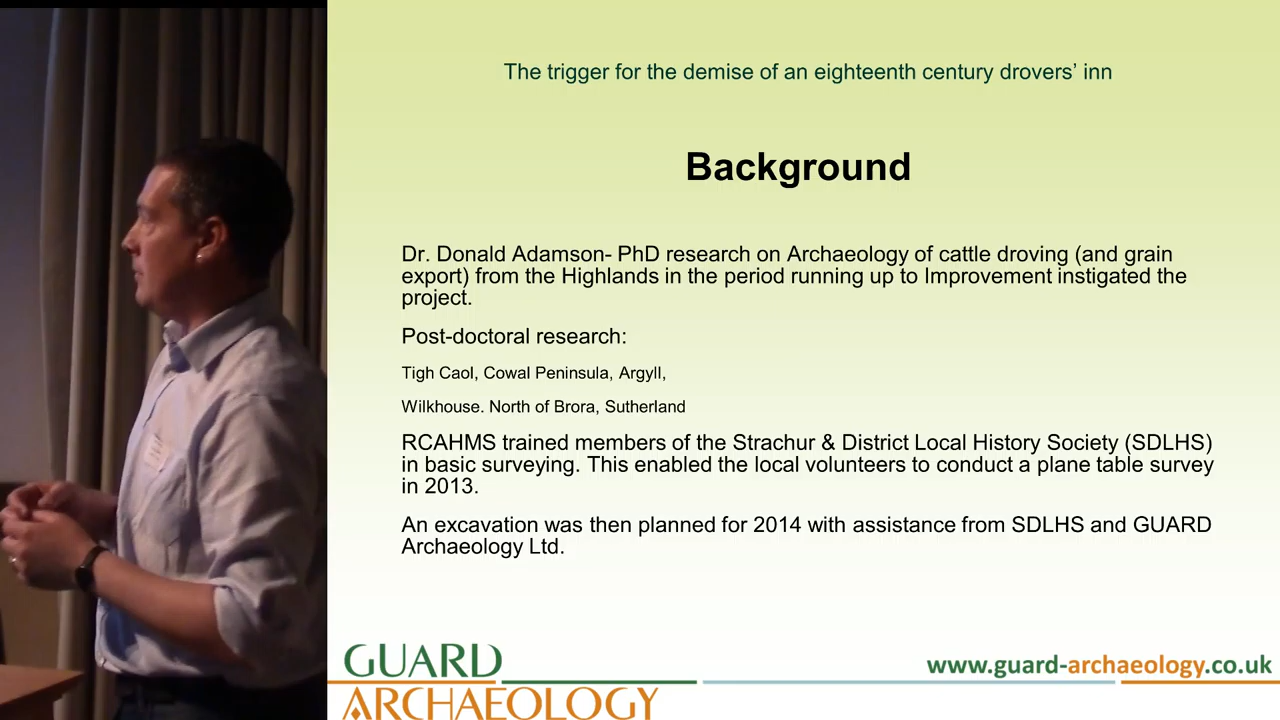 The trigger for the demise of an eighteenth century drovers’ inn
Background
Dr. Donald Adamson- PhD research on Archaeology of cattle droving (and grain
export) from the Highlands in the period running up to Improvement instigated the
project.
Post-doctoral research:
Tigh Caol, Cowal Peninsula, Argyll,
Wilkhouse. North of Brora, Sutherland
RCAHMS trained members of the Strachur & District Local History Society (SDLHS)
in basic surveying. This enabled the local volunteers to conduct a plane table survey
in 2013.
An excavation was then planned for 2014 with assistance from SDLHS and GUARD
Archaeology Ltd.
GUARD
ARCHAEOLOGY
www.guard-archaeology.co.uk